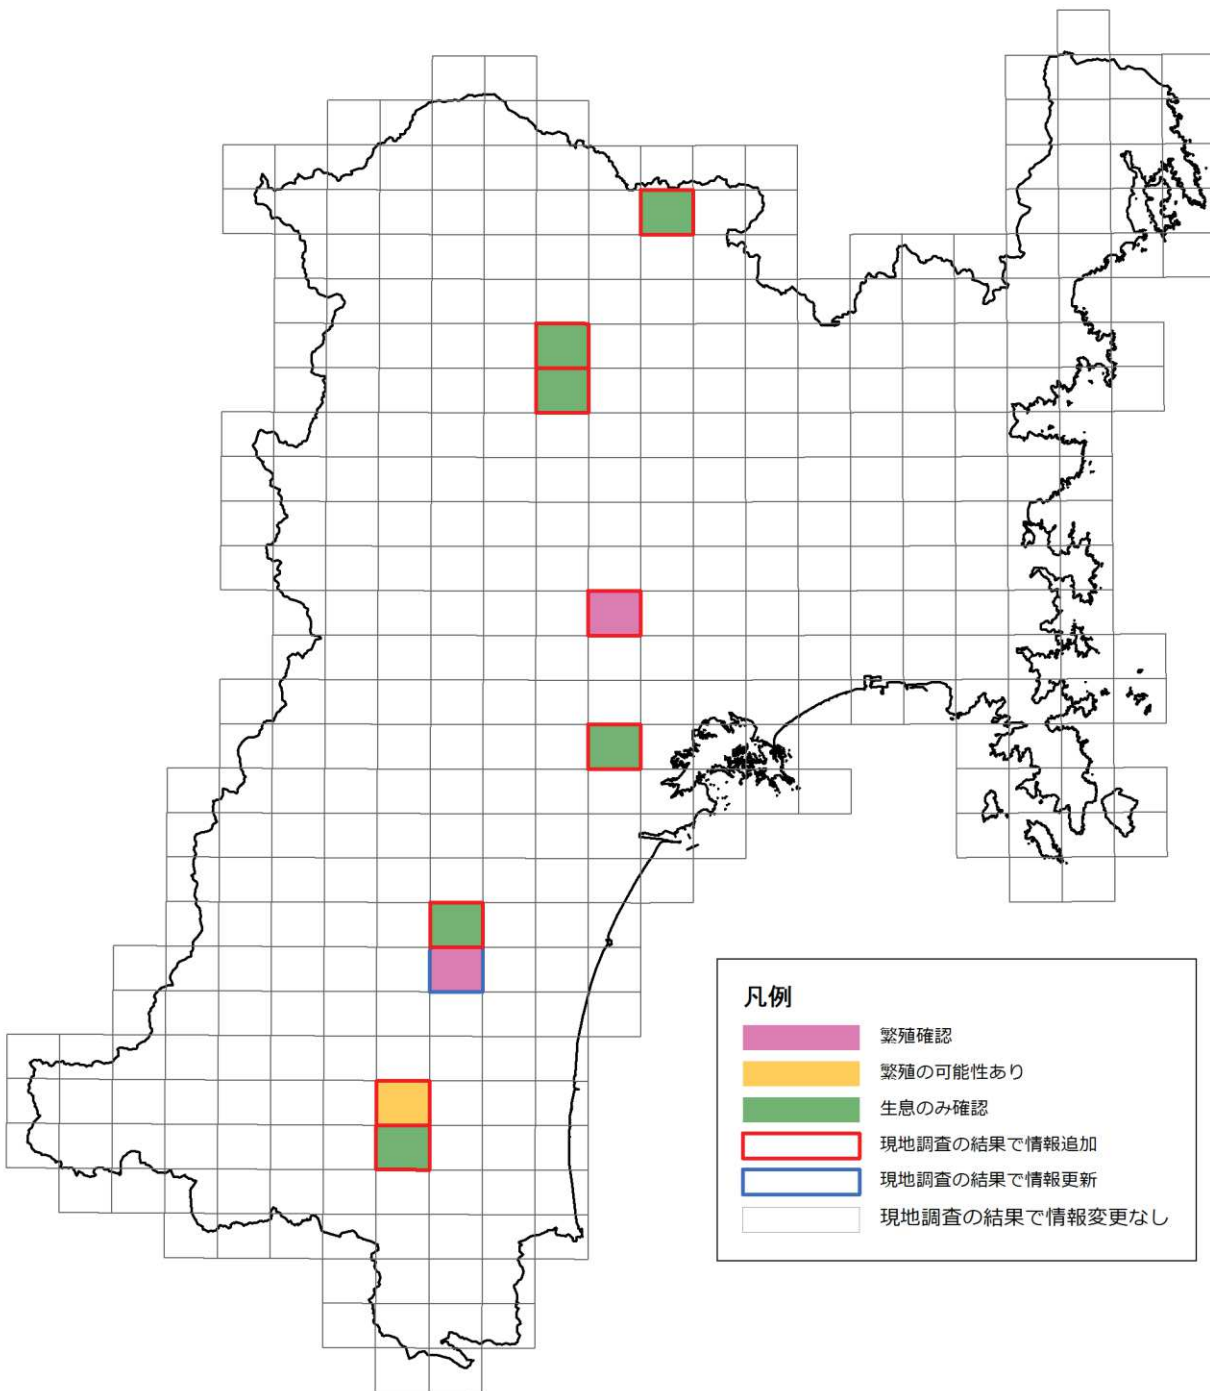 凡例
繁殖確認
繁殖の可能性あり
生息のみ確認
現地調査の結果で情報追加
現地調査の結果で情報更新
現地調査の結果で情報変更なし